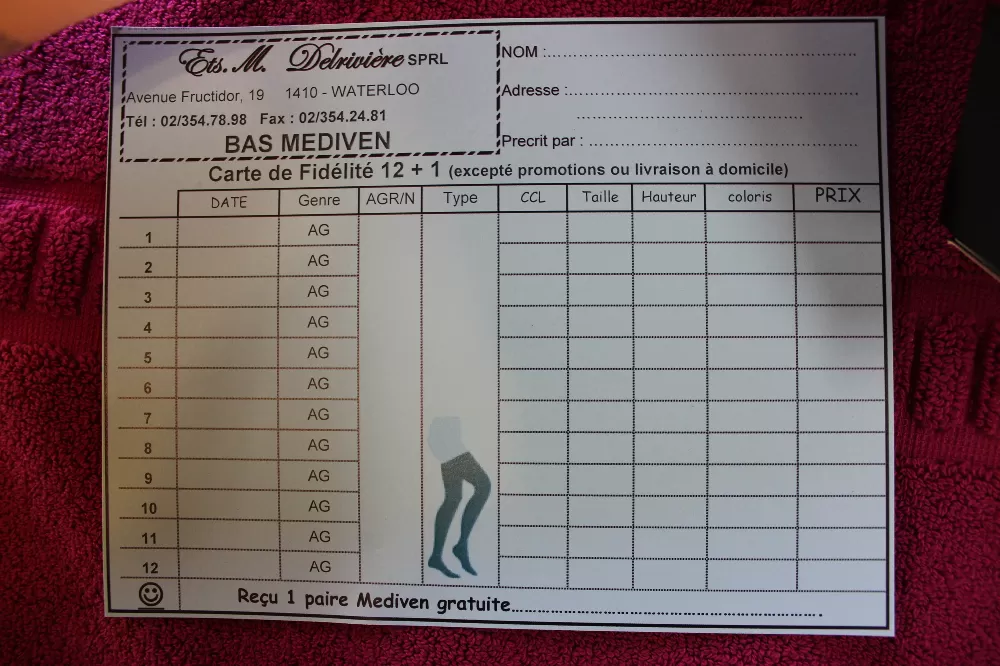 Ets. M. Delrivière SPRL
Avenue Fructidor, 19 1410 - WATERLOO
Tél : 02/354.78.98 Fax : 02/354.24.81
BAS MEDIVEN
NOM :
Adresse :
Precrit par :
Carte de Fidélité 12 + 1 (excepté promotions ou livraison à domicile)
DATE Genre AGR/N Type CCL Taille Hauteur coloris PRIX
1 AG
2 AG
3 AG
4 AG
5 AG
6 AG
7 AG
8 AG
9 AG
10 AG
11 AG
12 AG
Reçu 1 paire Mediven gratuite